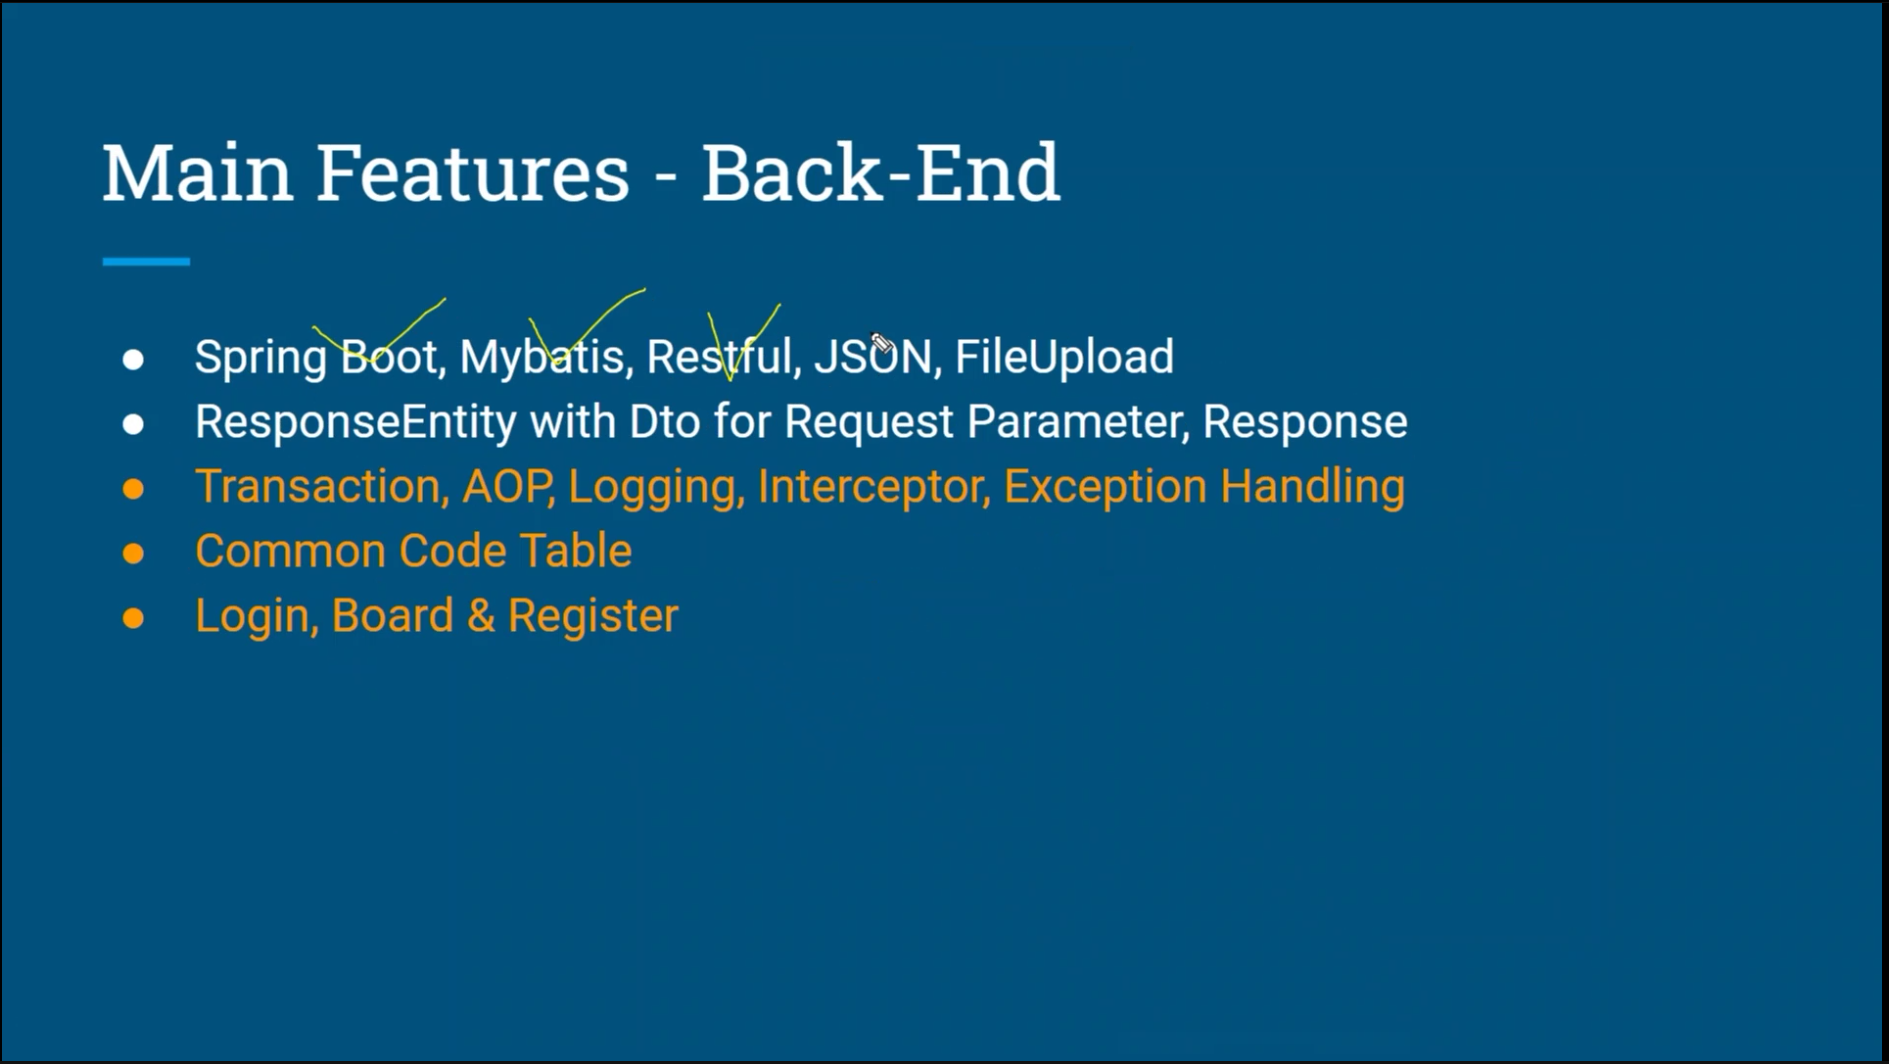 Main Features - Back-End
● Spring Boot, Mybatis, Restful, JSON, FileUpload
● ResponseEntity with Dto for Request Parameter, Response
● Transaction, AOP, Logging, Interceptor, Exception Handling
● Common Code Table
● Login, Board & Register